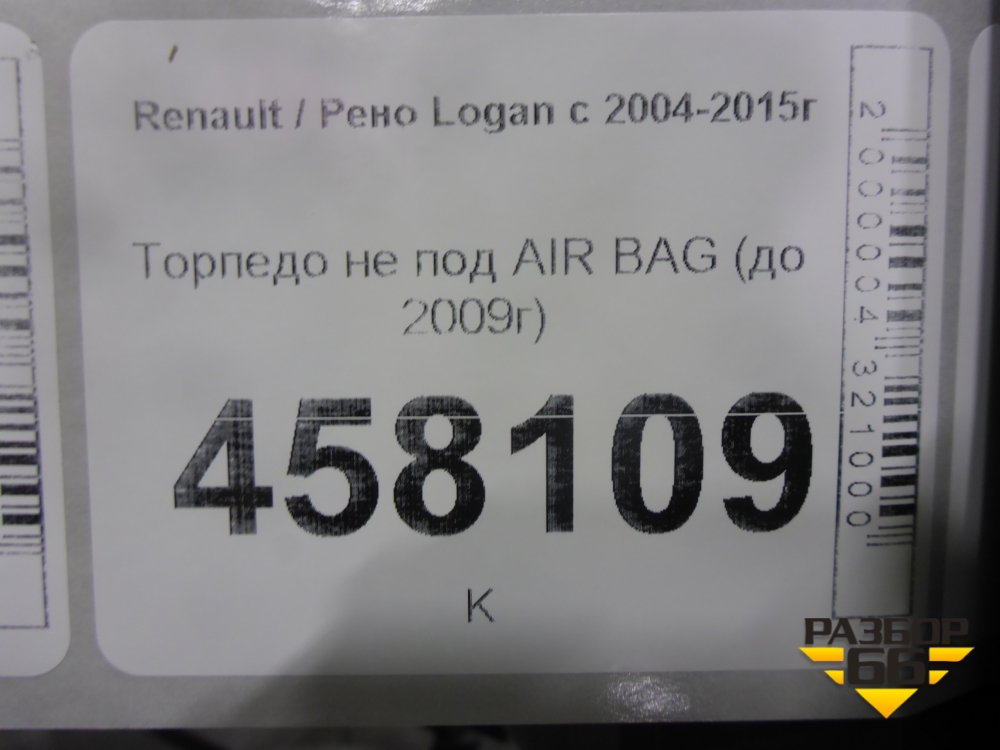 Renault / Рено Logan с 2004-2015г
Торпедо не под AIR BAG (до
2009г)
458109
К
2000004321000
РАЗБОР
66